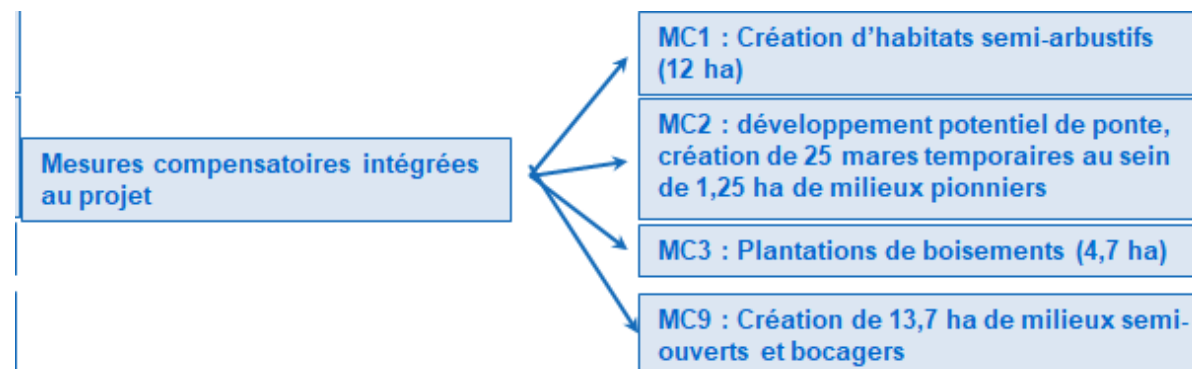 MC1 : Création d’habitats semi-arbustifs
(12 ha)
Mesures compensatoires intégrées
au projet
MC2 : développement potentiel de ponte,
création de 25 mares temporaires au sein
de 1,25 ha de milieux pionniers
MC3 : Plantations de boisements (4,7 ha)
MC9 : Création de 13,7 ha de milieux semi-
ouverts et bocagers